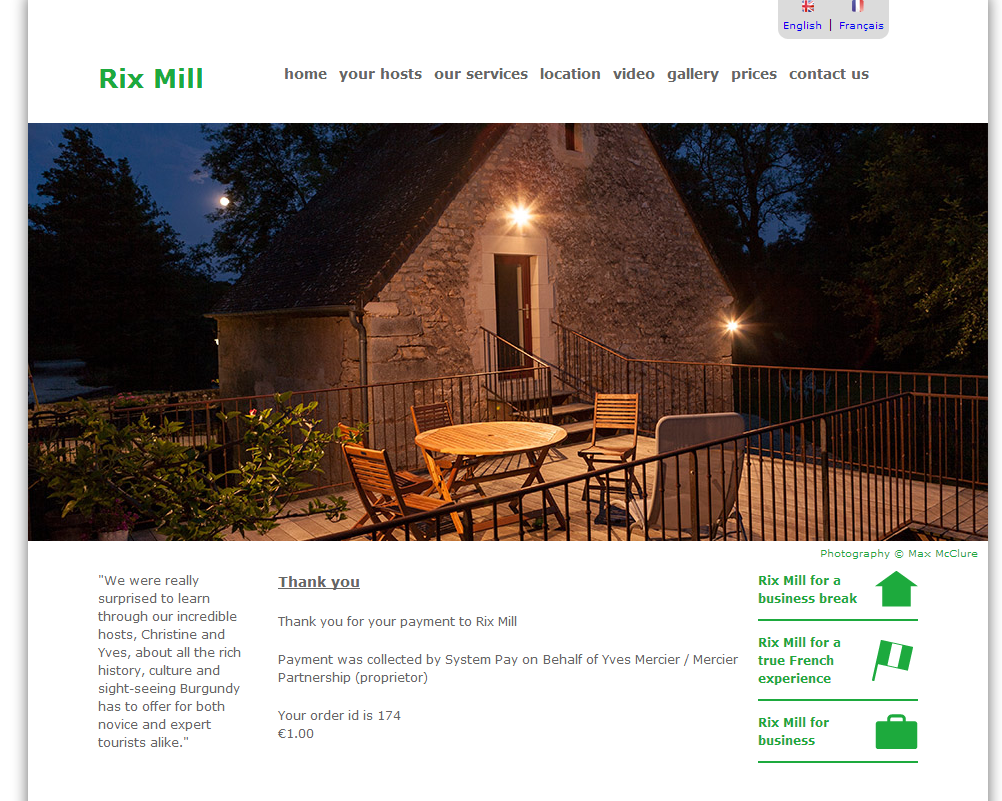 English | Français
Rix Mill
home your hosts our services location video gallery prices contact us
Photography © Max McClure
"We were really
surprised to learn
through our incredible
hosts, Christine and
Yves, about all the rich
history, culture and
sight-seeing Burgundy
has to offer for both
novice and expert
tourists alike."
Thank you
Thank you for your payment to Rix Mill
Payment was collected by System Pay on Behalf of Yves Mercier / Mercier
Partnership (proprietor)
Your order id is 174
€1.00
Rix Mill for a
business break
Rix Mill for a
true French
experience
Rix Mill for
business